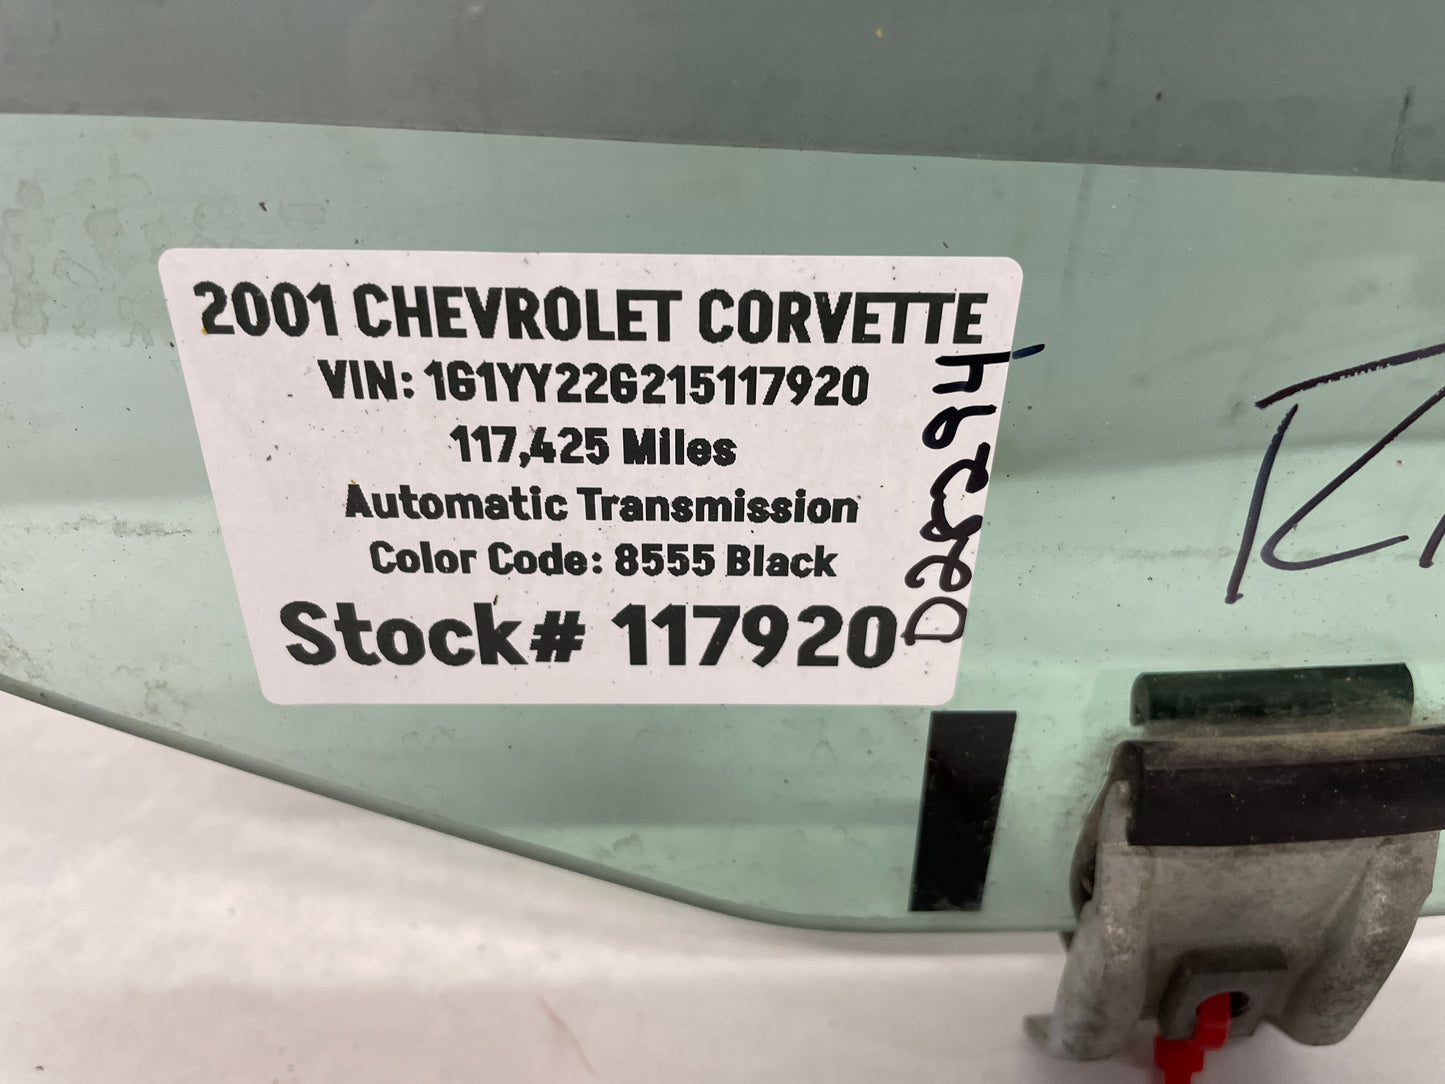 2001 CHEVROLET CORVETTE
VIN: 1G1YY22G215117920
117,425 Miles
Automatic Transmission
Color Code: 8555 Black
Stock# 117920